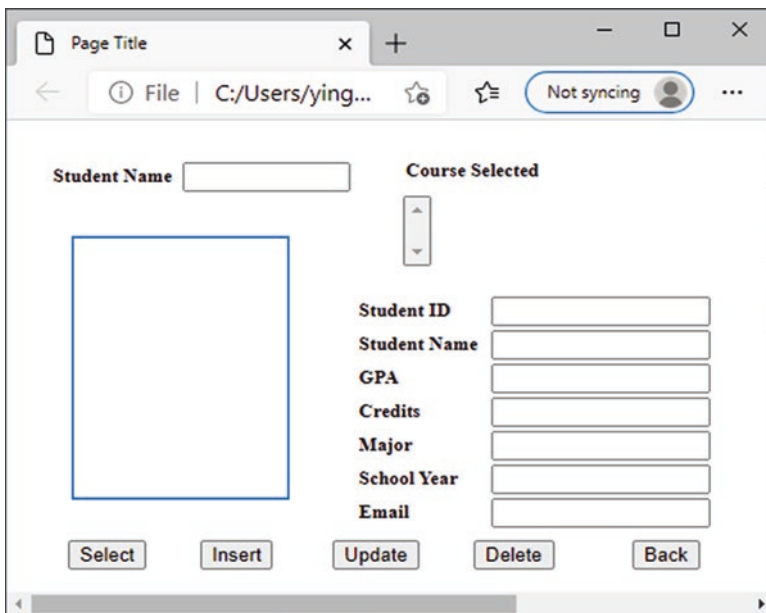 Page Title
File | C:/Users/ying...
Not syncing
...
Student Name
Course Selected
Student ID
Student Name
GPA
Credits
Major
School Year
Email
Select Insert Update Delete Back